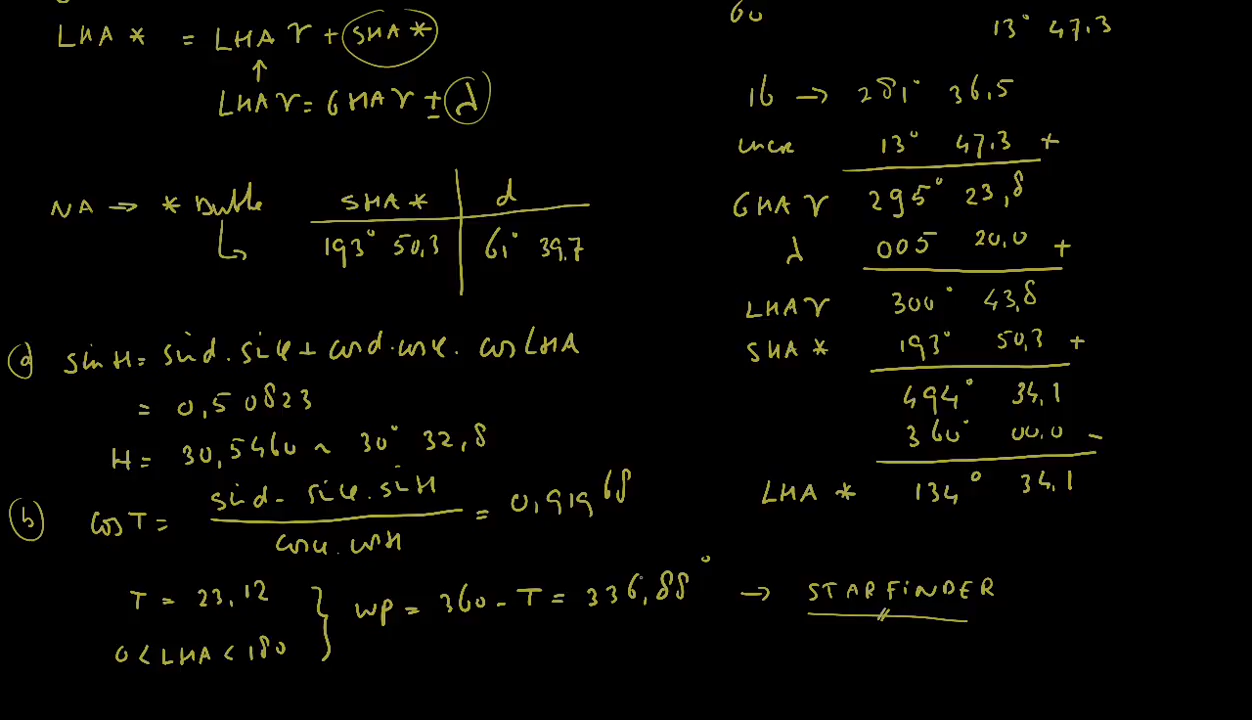 LHA * = LHA ϒ + SHA *
↑
LHA ϒ = GHA ϒ ± λ
NA → * Dubhe
SHA * | d
193° 50,3 | 61° 39,7
(a) sin H = sin d . sin φ + cos d . cos φ . cos LHA
= 0,50823
H = 30,5460 ~ 30° 32,8
(b) cos T = (sin d - sin φ . sin H) / (cos φ . cos H) = 0,91968
T = 23,12
0 < LHA < 180
} wp = 360 - T = 336,88° → STARFINDER
60
13° 47.3
16 → 281° 36,5
incr 13° 47.3 +
GHA ϒ 295° 23,8
λ 005 20,0 +
LHA ϒ 300° 43,8
SHA * 193° 50,3 +
494° 34,1
360° 00,0 -
LHA * 134° 34,1